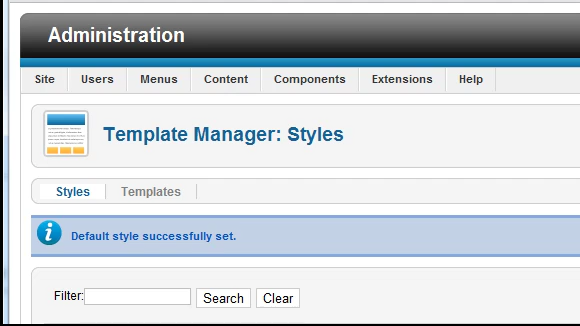 Administration
Site Users Menus Content Components Extensions Help
Template Manager: Styles
Styles Templates
Default style successfully set.
Filter: Search Clear